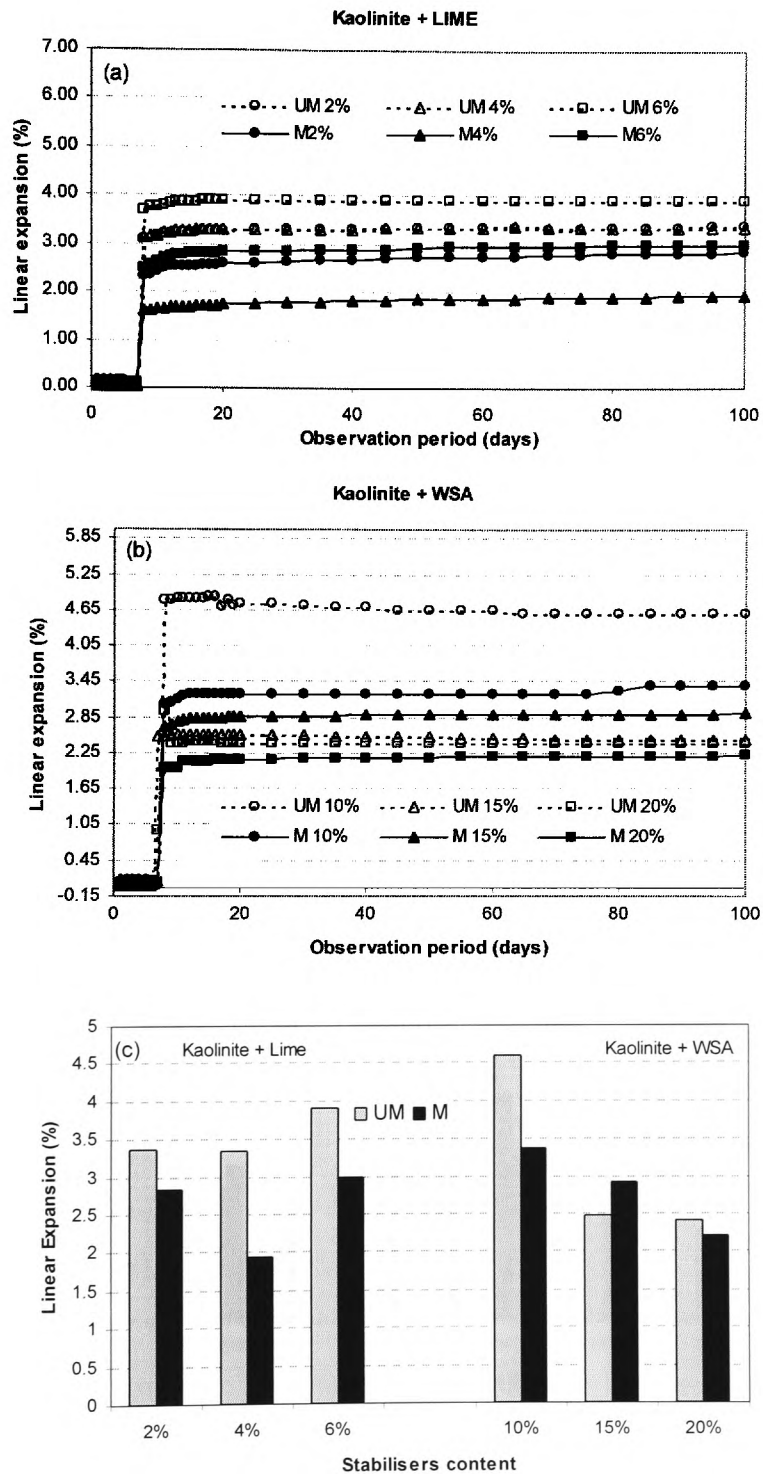 Kaolinite + LIME
7.00
6.00
5.00
4.00
3.00
2.00
1.00
0.00
Linear expansion (%)
(a)
UM 2% UM 4% UM 6%
M2% M4% M6%
0 20 40 60 80 100
Observation period (days)
Kaolinite + WSA
5.85
5.25
4.65
4.05
3.45
2.85
2.25
1.65
1.05
0.45
-0.15
Linear expansion (%)
(b)
UM 10% UM 15% UM 20%
M 10% M 15% M 20%
0 20 40 60 80 100
Observation period (days)
5
4.5
4
3.5
3
2.5
2
1.5
1
0.5
0
Linear Expansion (%)
(c) Kaolinite + Lime Kaolinite + WSA
UM M
2% 4% 6% 10% 15% 20%
Stabilisers content